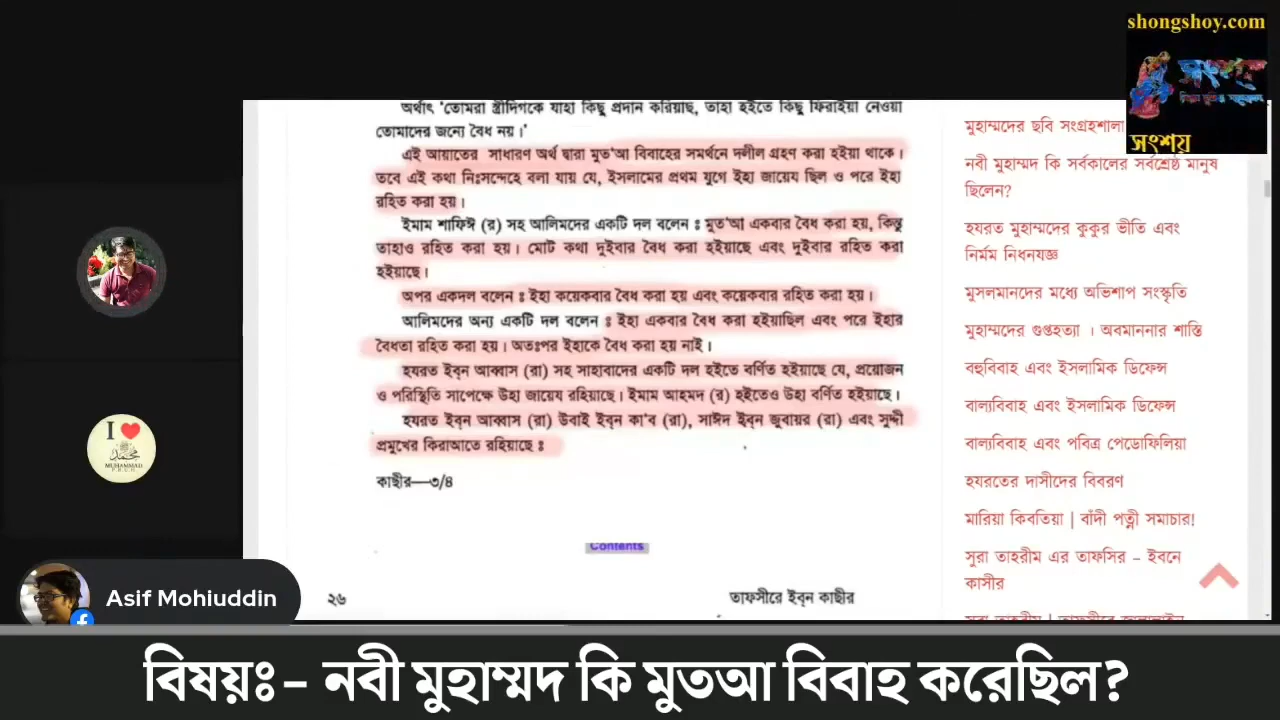 shongshoy.com
সংশয়
অর্থাৎ 'তোমরা স্ত্রীদিগকে যাহা কিছু প্রদান করিয়াছ, তাহা হইতে কিছু ফিরাইয়া নেওয়া
তোমাদের জন্যে বৈধ নয়।'
এই আয়াতের সাধারণ অর্থ দ্বারা মুত'আ বিবাহের সমর্থনে দলীল গ্রহণ করা হইয়া থাকে।
তবে এই কথা নিঃসন্দেহে বলা যায় যে, ইসলামের প্রথম যুগে ইহা জায়েয ছিল ও পরে ইহা
রহিত করা হয়।
ইমাম শাফিঈ (র) সহ আলিমদের একটি দল বলেন ঃ মুত'আ একবার বৈধ করা হয়, কিন্তু
তাহাও রহিত করা হয়। মোট কথা দুইবার বৈধ করা হইয়াছে এবং দুইবার রহিত করা
হইয়াছে।
অপর একদল বলেন ঃ ইহা কয়েকবার বৈধ করা হয় এবং কয়েকবার রহিত করা হয়।
আলিমদের অন্য একটি দল বলেন ঃ ইহা একবার বৈধ করা হইয়াছিল এবং পরে ইহার
বৈধতা রহিত করা হয়। অতঃপর ইহাকে বৈধ করা হয় নাই।
হযরত ইব্‌ন আব্বাস (রা) সহ সাহাবাদের একটি দল হইতে বর্ণিত হইয়াছে যে, প্রয়োজন
ও পরিস্থিতি সাপেক্ষে উহা জায়েয রহিয়াছে। ইমাম আহমদ (র) হইতেও উহা বর্ণিত হইয়াছে।
হযরত ইব্‌ন আব্বাস (রা) উবাই ইব্‌ন কা'ব (রা), সাঈদ ইব্‌ন জুবায়র (রা) এবং সুদ্দী
প্রমুখের কিরাআতে রহিয়াছে ঃ
কাছীর—৩/৪
Contents
২৬
তাফসীরে ইব্‌ন কাছীর
মুহাম্মদের ছবি সংগ্রহশালা
নবী মুহাম্মদ কি সর্বকালের সর্বশ্রেষ্ঠ মানুষ
ছিলেন?
হযরত মুহাম্মদের কুকুর ভীতি এবং
নির্মম নিধনযজ্ঞ
মুসলমানদের মধ্যে অভিশাপ সংস্কৃতি
মুহাম্মদের গুপ্তহত্যা । অবমাননার শাস্তি
বহুবিবাহ এবং ইসলামিক ডিফেন্স
বাল্যবিবাহ এবং ইসলামিক ডিফেন্স
বাল্যবিবাহ এবং পবিত্র পেডোফিলিয়া
হযরতের দাসীদের বিবরণ
মারিয়া কিবতিয়া | বাঁদী পত্নী সমাচার!
সুরা তাহরীম এর তাফসির – ইবনে
কাসীর
I
MUHAMMAD
Asif Mohiuddin
বিষয়ঃ- নবী মুহাম্মদ কি মুতআ বিবাহ করেছিল?